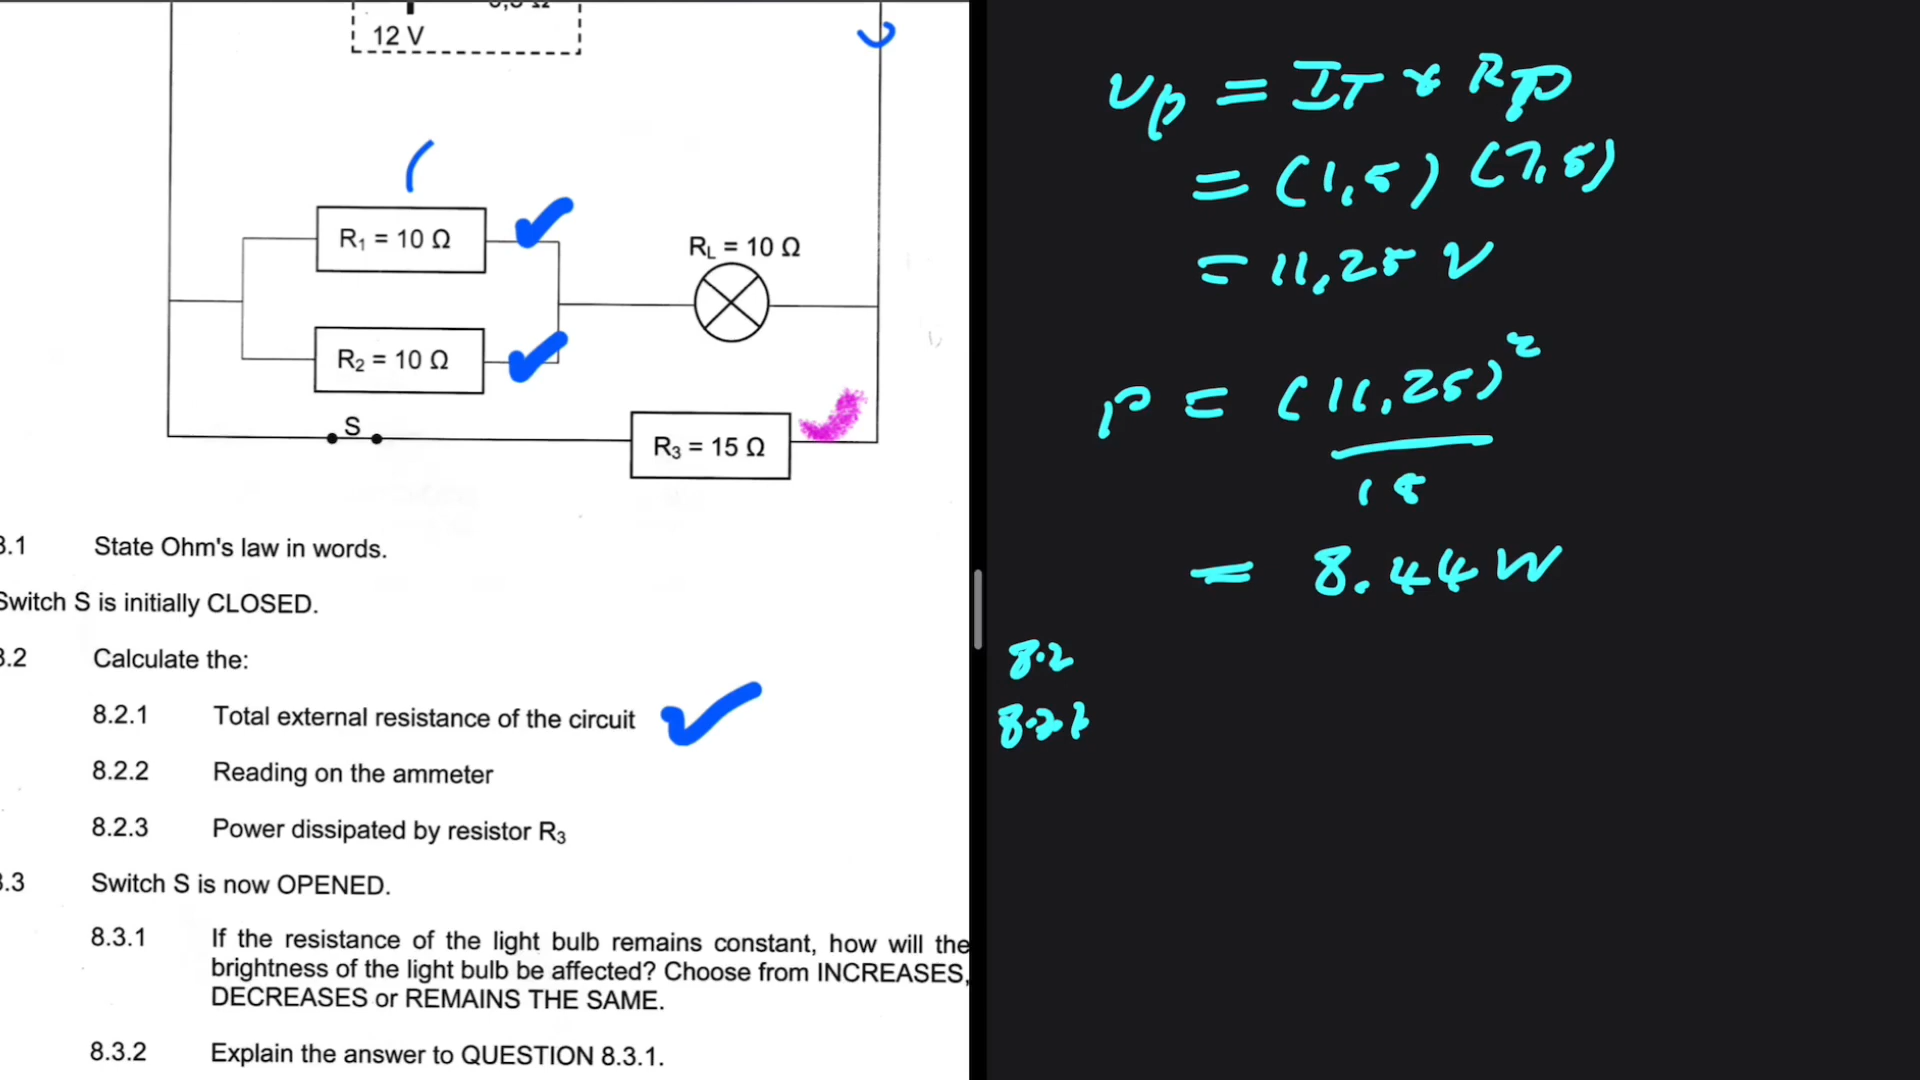 12 V
R₁ = 10 Ω
R₂ = 10 Ω
R_L = 10 Ω
S
R₃ = 15 Ω
8.1 State Ohm's law in words.
Switch S is initially CLOSED.
8.2 Calculate the:
8.2.1 Total external resistance of the circuit
8.2.2 Reading on the ammeter
8.2.3 Power dissipated by resistor R₃
8.3 Switch S is now OPENED.
8.3.1 If the resistance of the light bulb remains constant, how will the
brightness of the light bulb be affected? Choose from INCREASES,
DECREASES or REMAINS THE SAME.
8.3.2 Explain the answer to QUESTION 8.3.1.
Vp = IT × Rp
= (1,5) (7,5)
= 11,25 V
P = (11,25)²
15
= 8.44 W
8.2